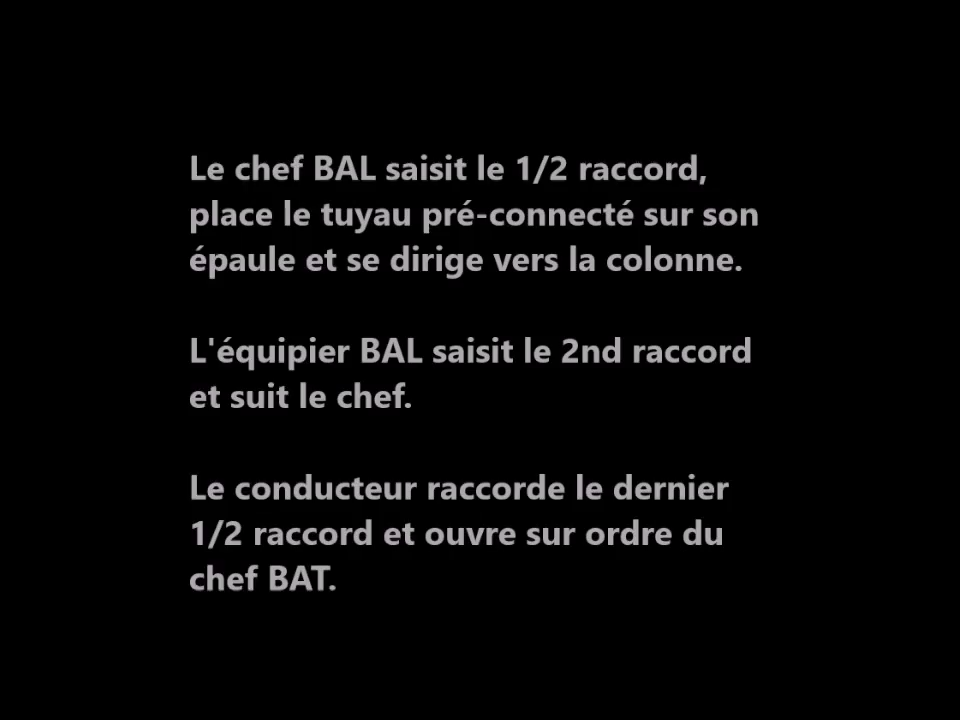 Le chef BAL saisit le 1/2 raccord,
place le tuyau pré-connecté sur son
épaule et se dirige vers la colonne.
L'équipier BAL saisit le 2nd raccord
et suit le chef.
Le conducteur raccorde le dernier
1/2 raccord et ouvre sur ordre du
chef BAT.